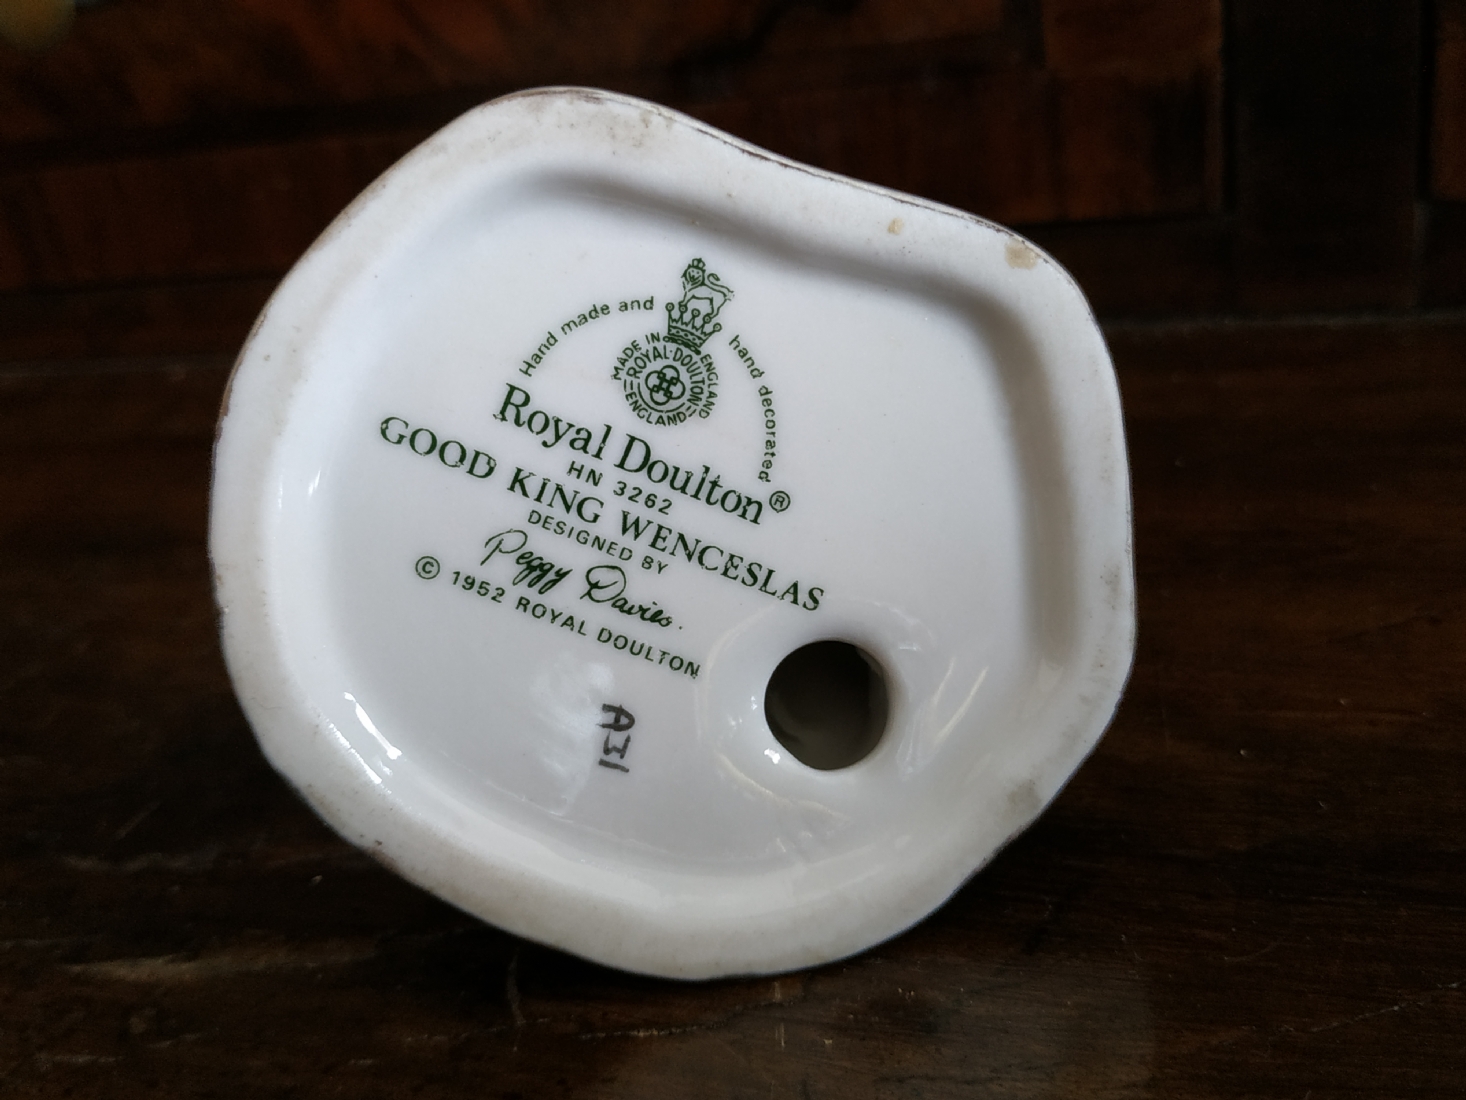 Hand made and hand decorated
MADE IN ENGLAND
ROYAL·DOULTON
ENGLAND
Royal Doulton®
HN 3262
GOOD KING WENCESLAS
DESIGNED BY
Peggy Davies.
© 1952 ROYAL DOULTON
A31